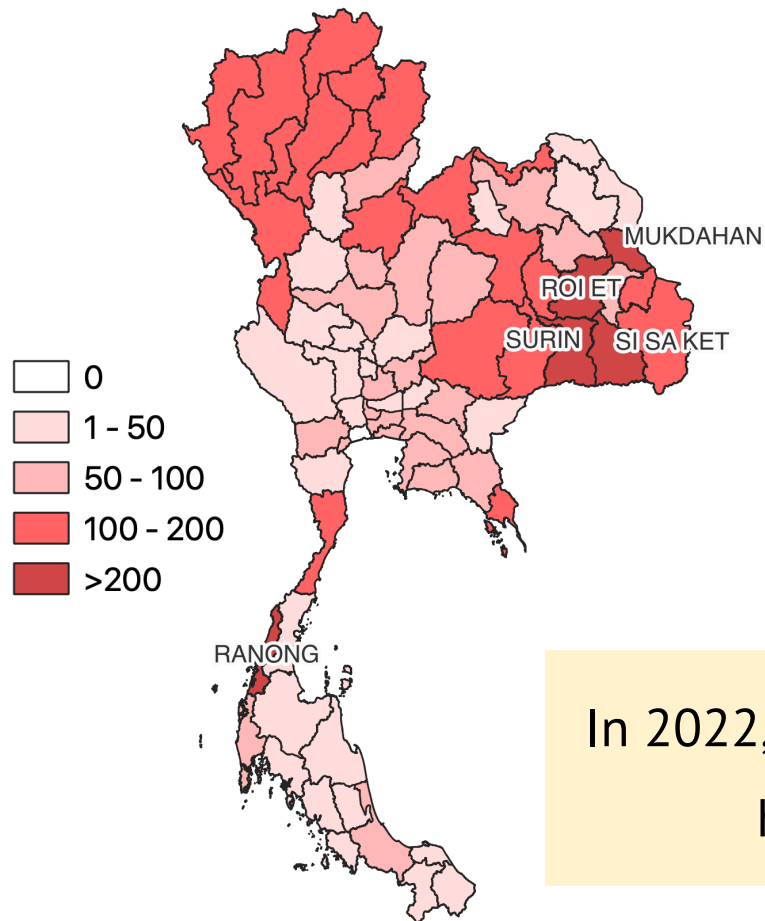 MUKDAHAN
ROI ET
SURIN
SI SA KET
0
1 - 50
50 - 100
100 - 200
>200
RANONG
In 2022,